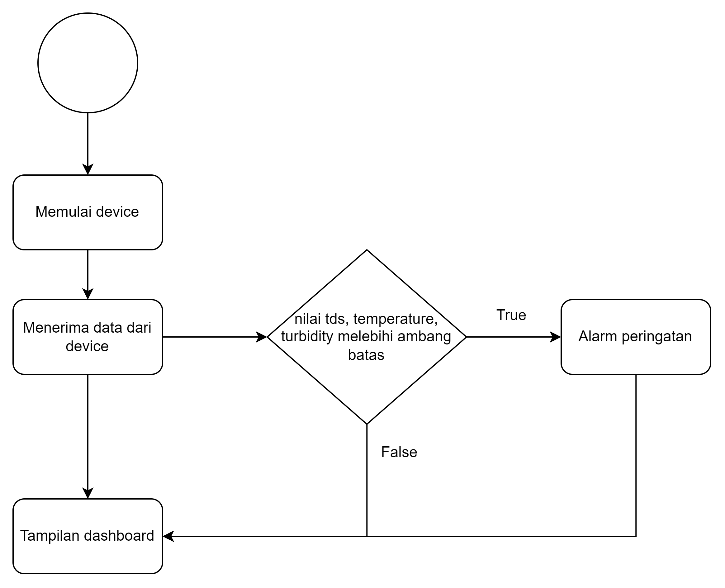 Memulai device
Menerima data dari
device
nilai tds, temperature,
turbidity melebihi ambang
batas
True
Alarm peringatan
False
Tampilan dashboard